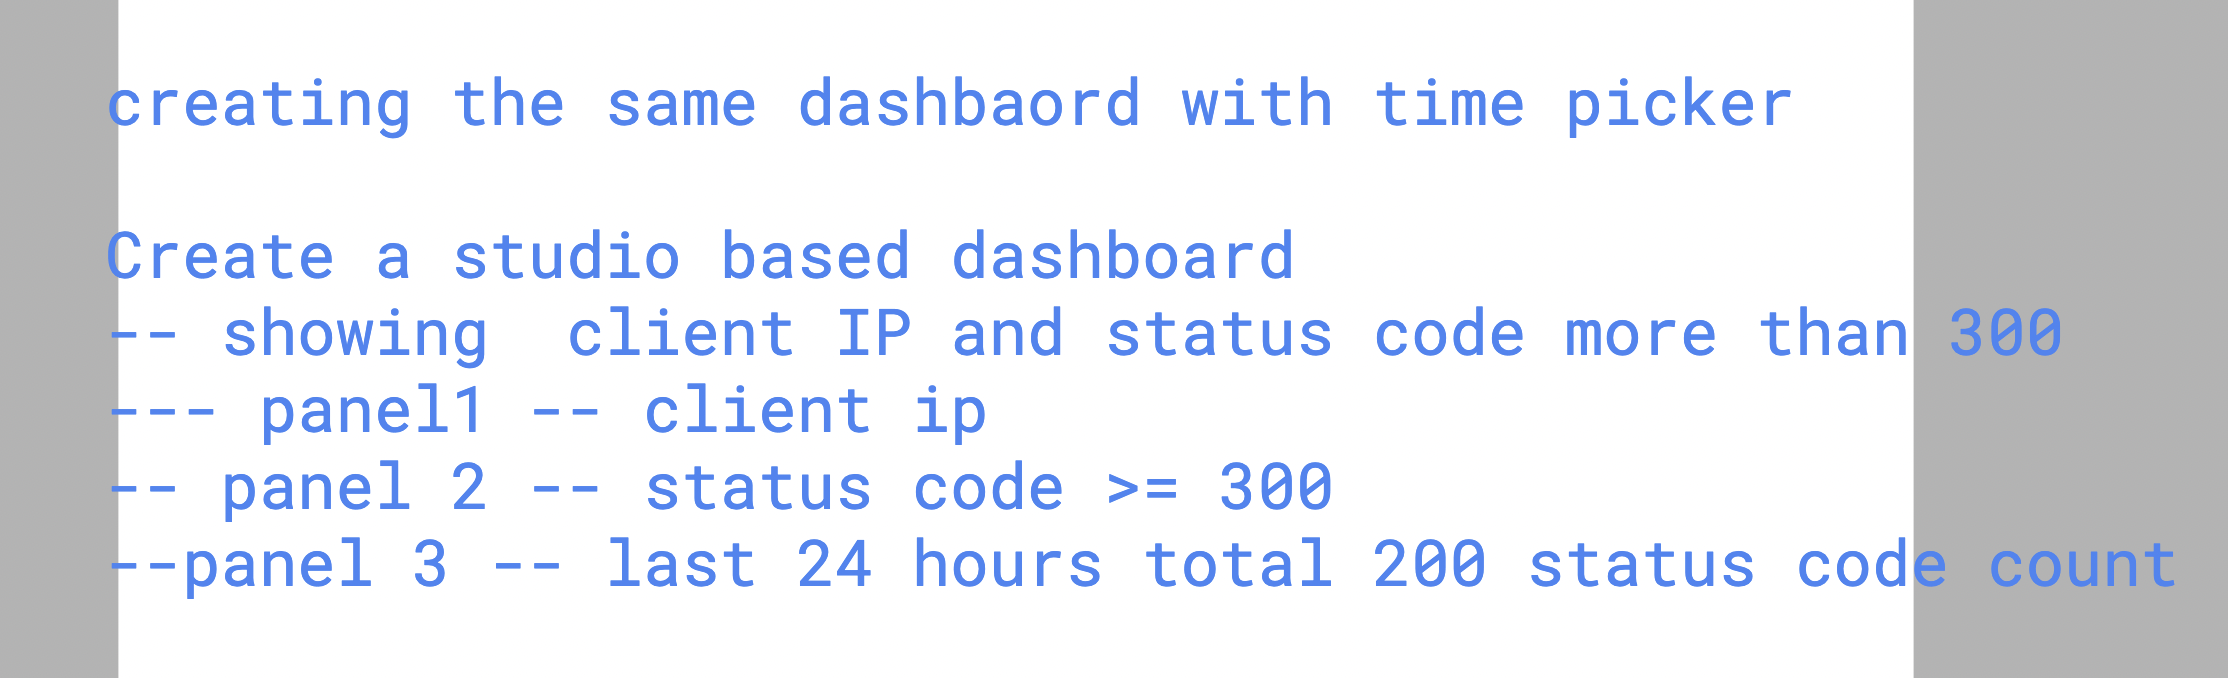 creating the same dashbaord with time picker
Create a studio based dashboard
-- showing  client IP and status code more than 300
--- panel1 -- client ip
-- panel 2 -- status code >= 300
--panel 3 -- last 24 hours total 200 status code count